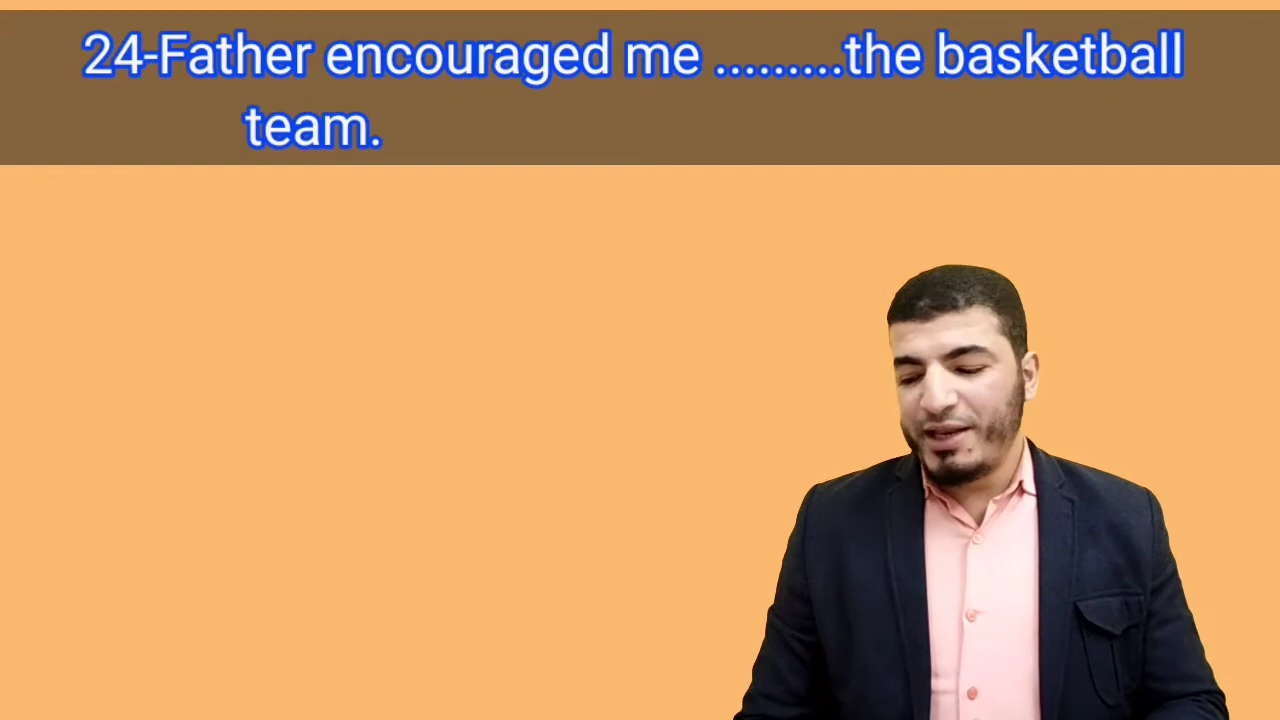 24-Father encouraged me .........the basketball
team.